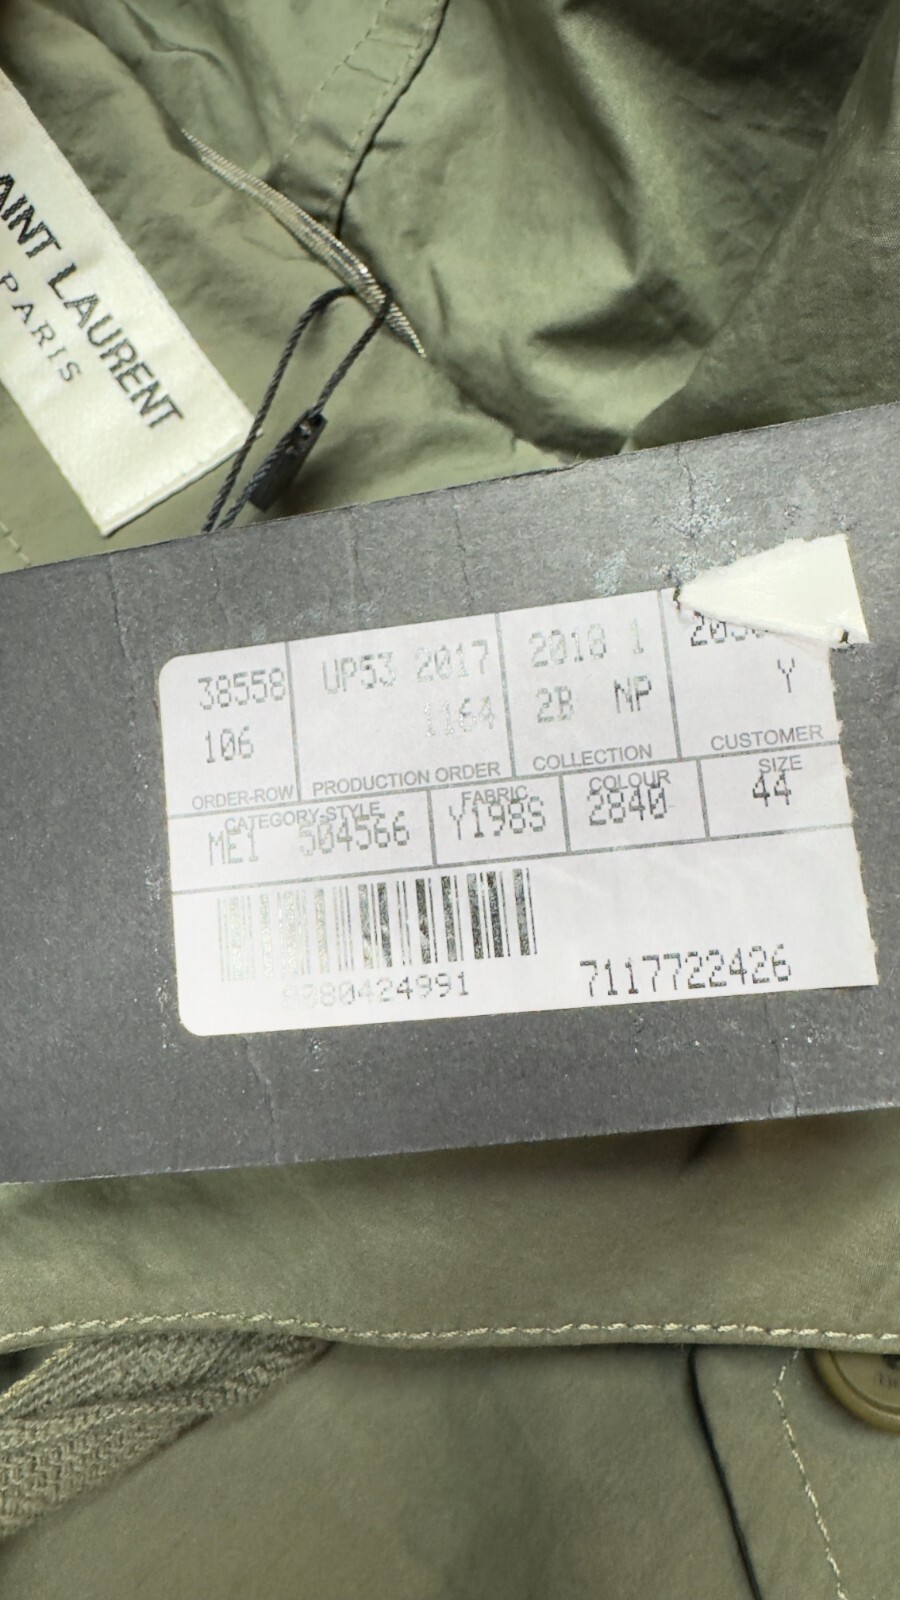 SAINT LAURENT
PARIS
38558
106
ORDER-ROW
UP53 2017
1164
PRODUCTION ORDER
2018 1
2B NP
COLLECTION
Y
CUSTOMER
CATEGORY-STYLE
ME1 504566
FABRIC
Y198S
COLOUR
2840
SIZE
44
7117722426